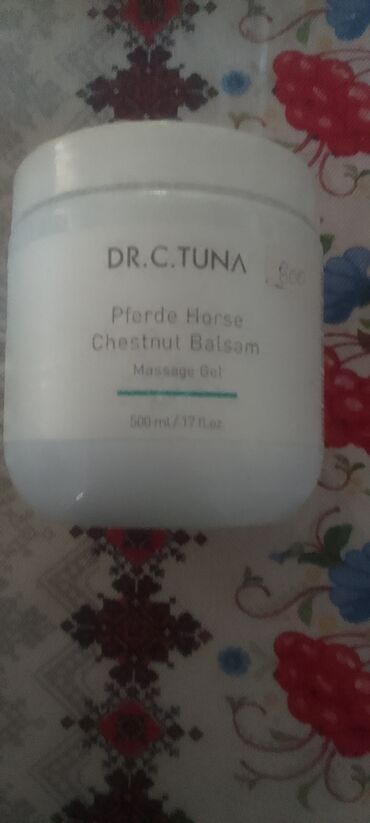 DR.C.TUNA
Pferde Horse
Chestnut Balsam
Massage Gel
500 ml / 17 fl.oz